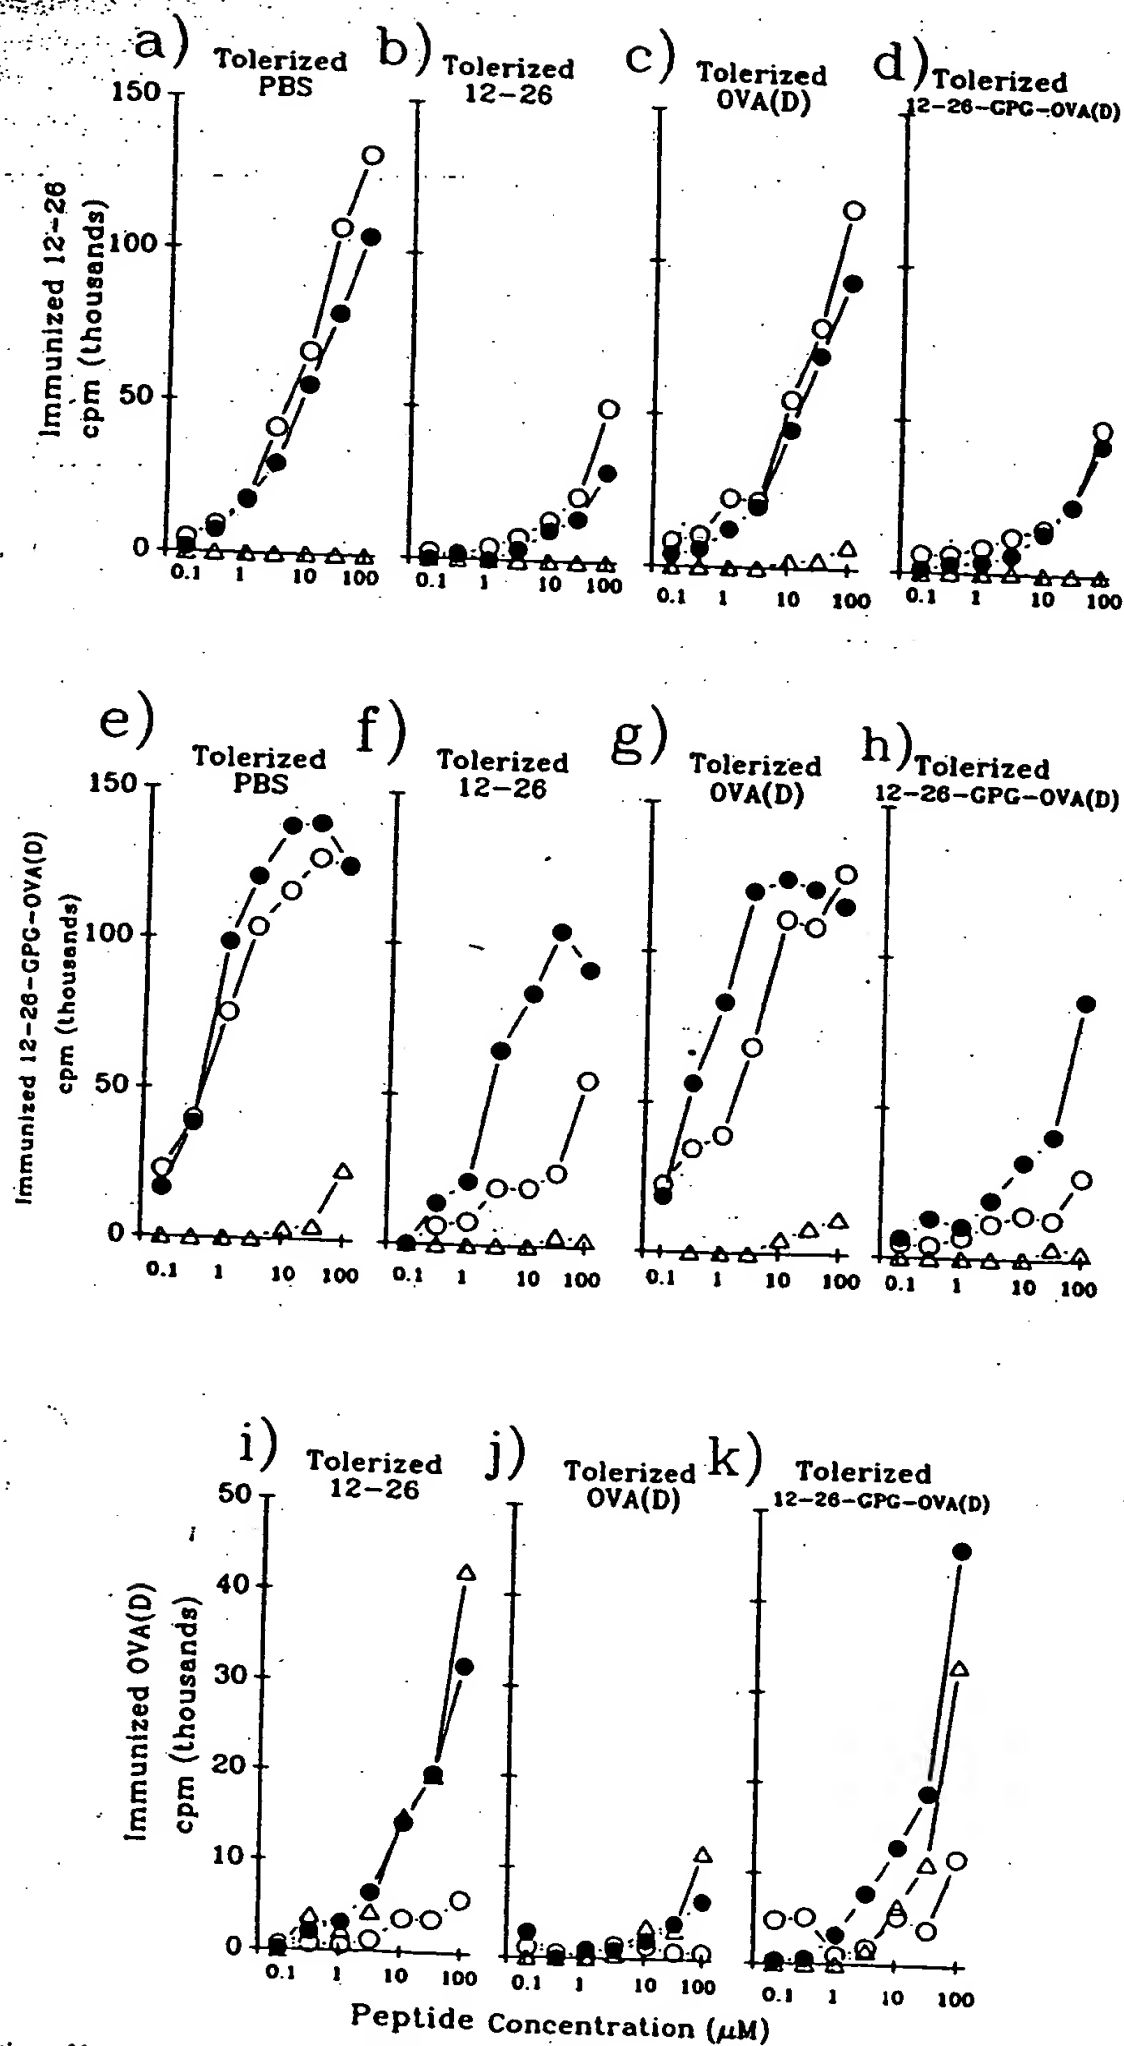 a) Tolerized PBS
b) Tolerized 12-26
c) Tolerized OVA(D)
d) Tolerized 12-26-GPG-OVA(D)
Immunized 12-26
cpm (thousands)
150
100
50
0
0.1 1 10 100
0.1 1 10 100
0.1 1 10 100
0.1 1 10 100
e) Tolerized PBS
f) Tolerized 12-26
g) Tolerized OVA(D)
h) Tolerized 12-26-GPG-OVA(D)
Immunized 12-26-GPG-OVA(D)
cpm (thousands)
150
100
50
0
0.1 1 10 100
0.1 1 10 100
0.1 1 10 100
0.1 1 10 100
i) Tolerized 12-26
j) Tolerized OVA(D)
k) Tolerized 12-26-GPG-OVA(D)
Immunized OVA(D)
cpm (thousands)
50
40
30
20
10
0
0.1 1 10 100
0.1 1 10 100
0.1 1 10 100
Peptide Concentration (μM)